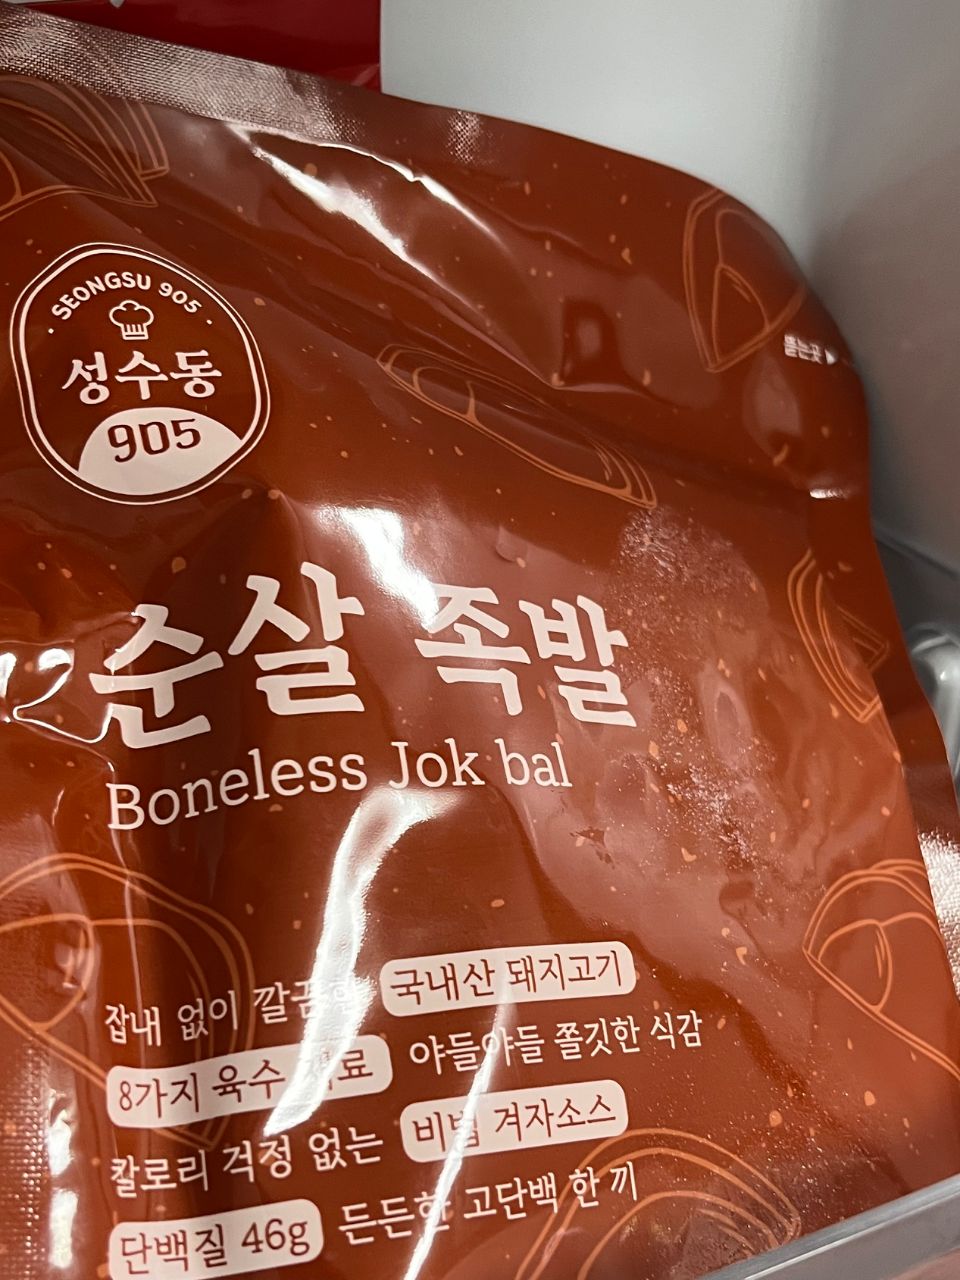 SEONGSU 905
성수동
905
뜯는곳
순살 족발
Boneless Jok bal
잡내 없이 깔끔한 국내산 돼지고기
8가지 육수 재료 야들야들 쫄깃한 식감
칼로리 걱정 없는 비법 겨자소스
단백질 46g 든든한 고단백 한 끼